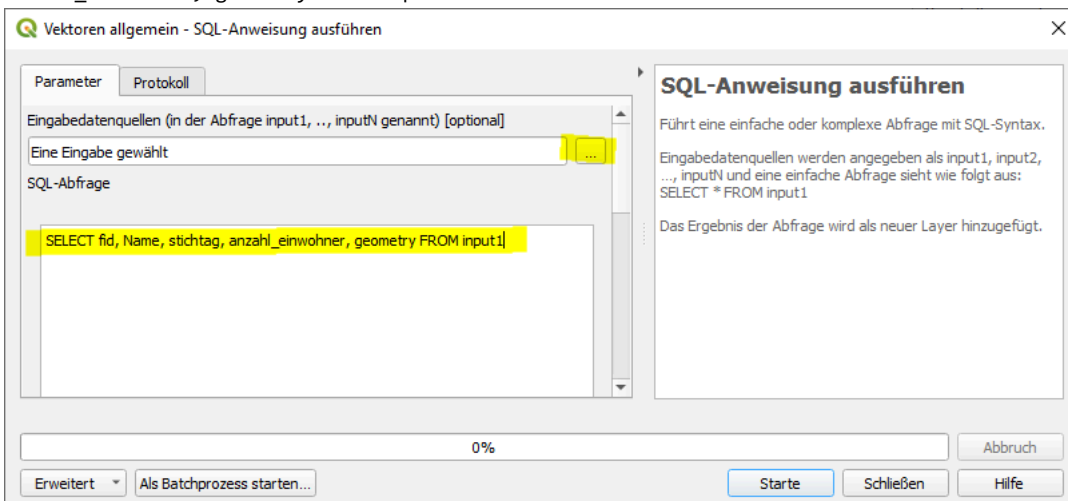 Vektoren allgemein - SQL-Anweisung ausführen
Parameter
Protokoll
Eingabedatenquellen (in der Abfrage input1, .., inputN genannt) [optional]
Eine Eingabe gewählt
...
SQL-Abfrage
SELECT fid, Name, stichtag, anzahl_einwohner, geometry FROM input1
SQL-Anweisung ausführen
Führt eine einfache oder komplexe Abfrage mit SQL-Syntax.
Eingabedatenquellen werden angegeben als input1, input2,
..., inputN und eine einfache Abfrage sieht wie folgt aus:
SELECT * FROM input1
Das Ergebnis der Abfrage wird als neuer Layer hinzugefügt.
0%
Abbruch
Erweitert
Als Batchprozess starten...
Starte
Schließen
Hilfe